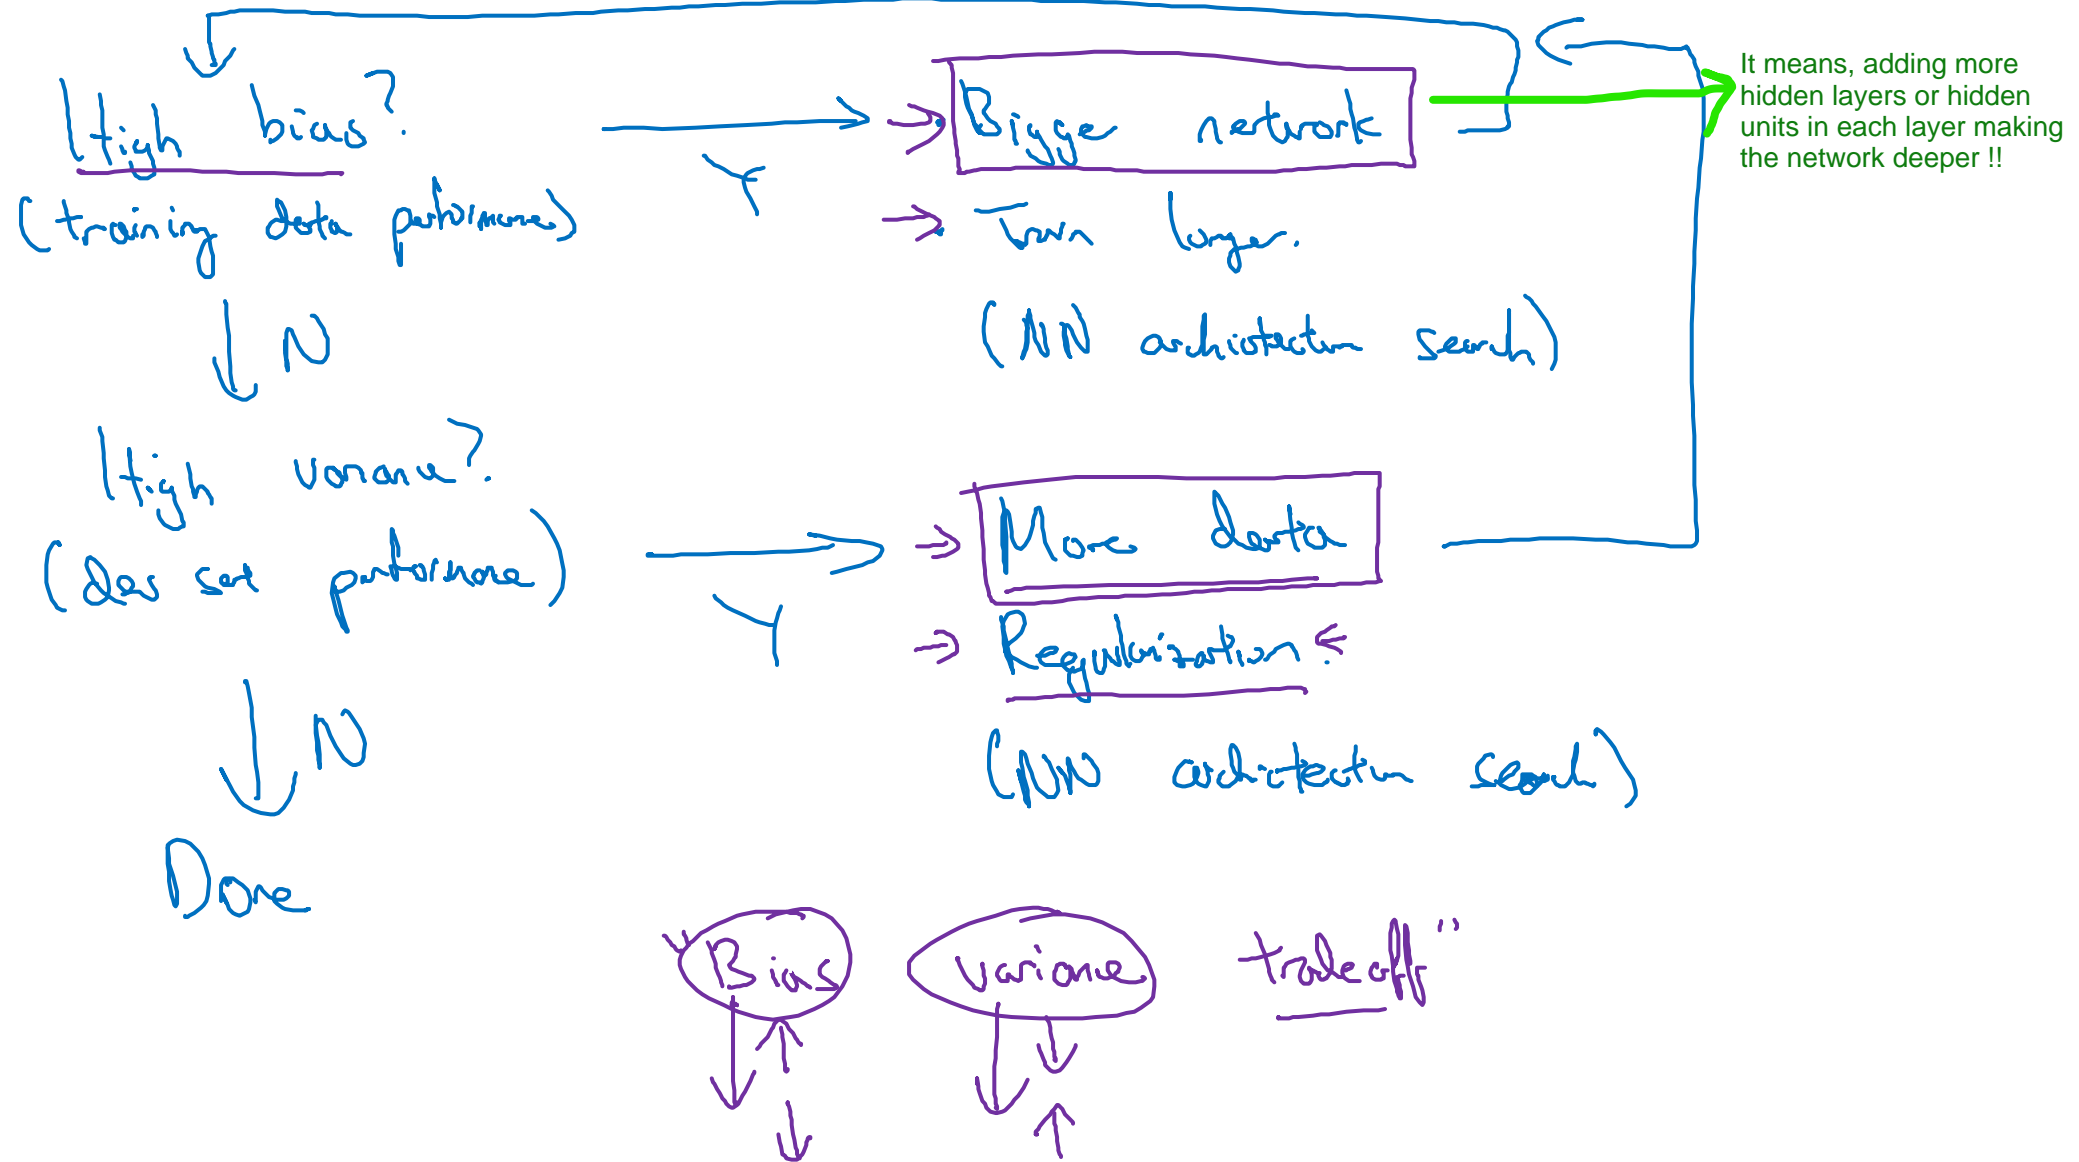 High bias?
(training data performance)
Y
Bigger network
Train longer.
(NN architecture search)
It means, adding more
hidden layers or hidden
units in each layer making
the network deeper !!
N
High variance?
(dev set performance)
Y
More data
Regularization.
(NN architecture search)
N
Done
"Bias variance tradeoff"